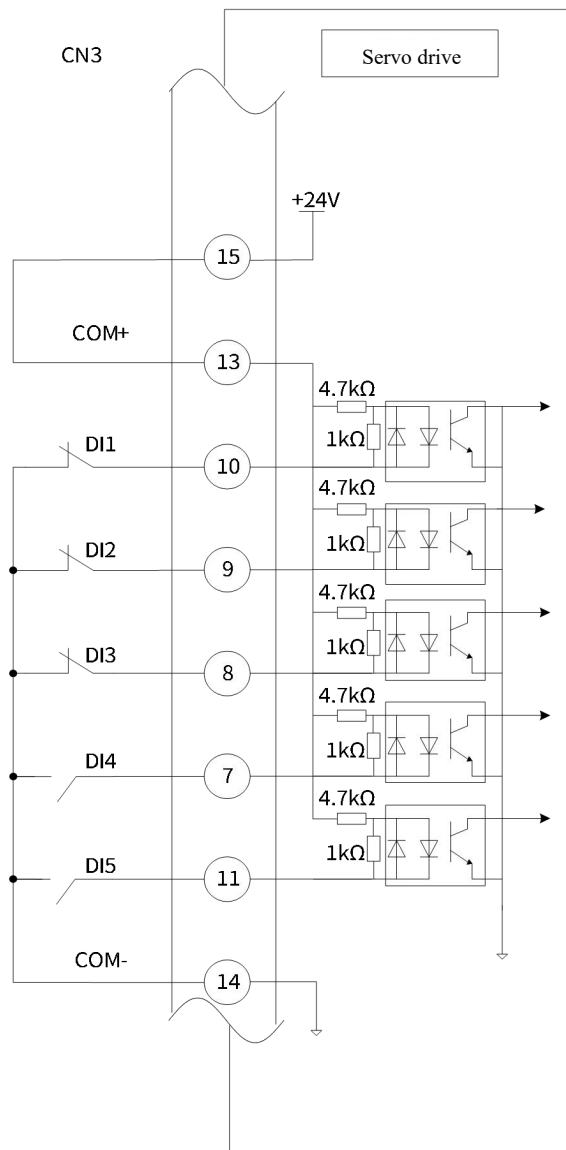 CN3
Servo drive
+24V
15
COM+
13
4.7kΩ
DI1
1kΩ
10
4.7kΩ
DI2
1kΩ
9
4.7kΩ
DI3
1kΩ
8
4.7kΩ
DI4
1kΩ
7
4.7kΩ
DI5
1kΩ
11
COM-
14